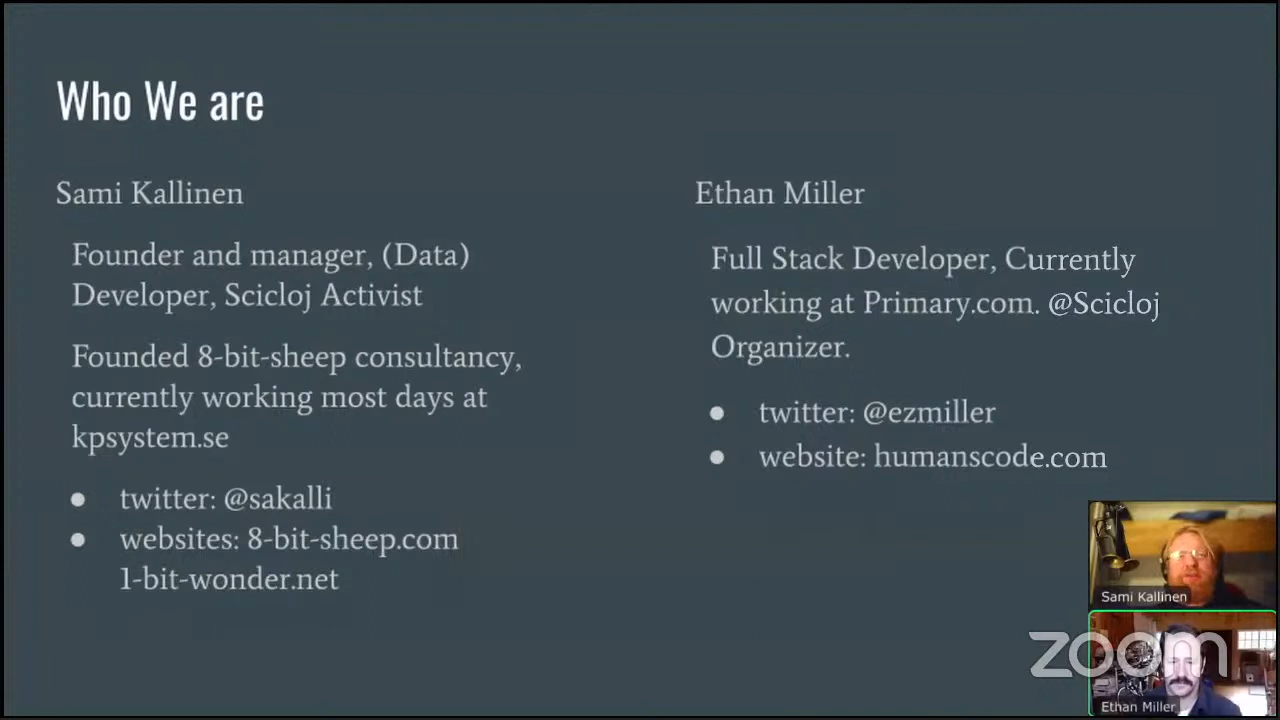 Who We are
Sami Kallinen
Founder and manager, (Data)
Developer, Scicloj Activist
Founded 8-bit-sheep consultancy,
currently working most days at
kpsystem.se
● twitter: @sakalli
● websites: 8-bit-sheep.com
1-bit-wonder.net
Ethan Miller
Full Stack Developer, Currently
working at Primary.com. @Scicloj
Organizer.
● twitter: @ezmiller
● website: humanscode.com
Sami Kallinen
zoom
Ethan Miller